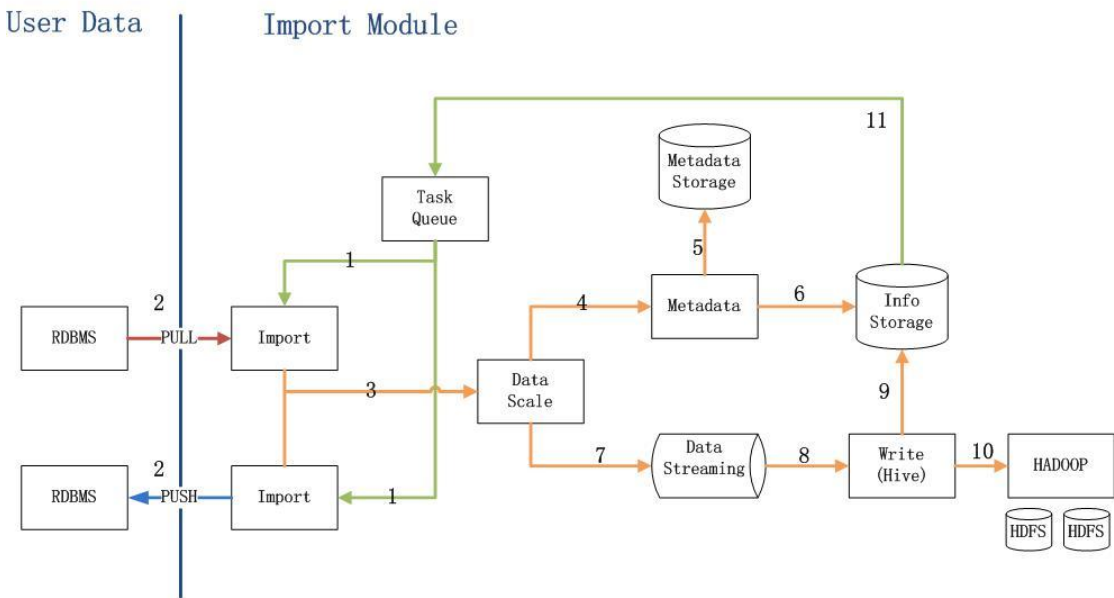 User Data
Import Module
11
Metadata
Storage
Task
Queue
5
1
2
4
6
RDBMS
PULL
Import
Metadata
Info
Storage
3
Data
Scale
9
2
7
Data
Streaming
8
Write
(Hive)
10
HADOOP
RDBMS
PUSH
Import
1
HDFS
HDFS